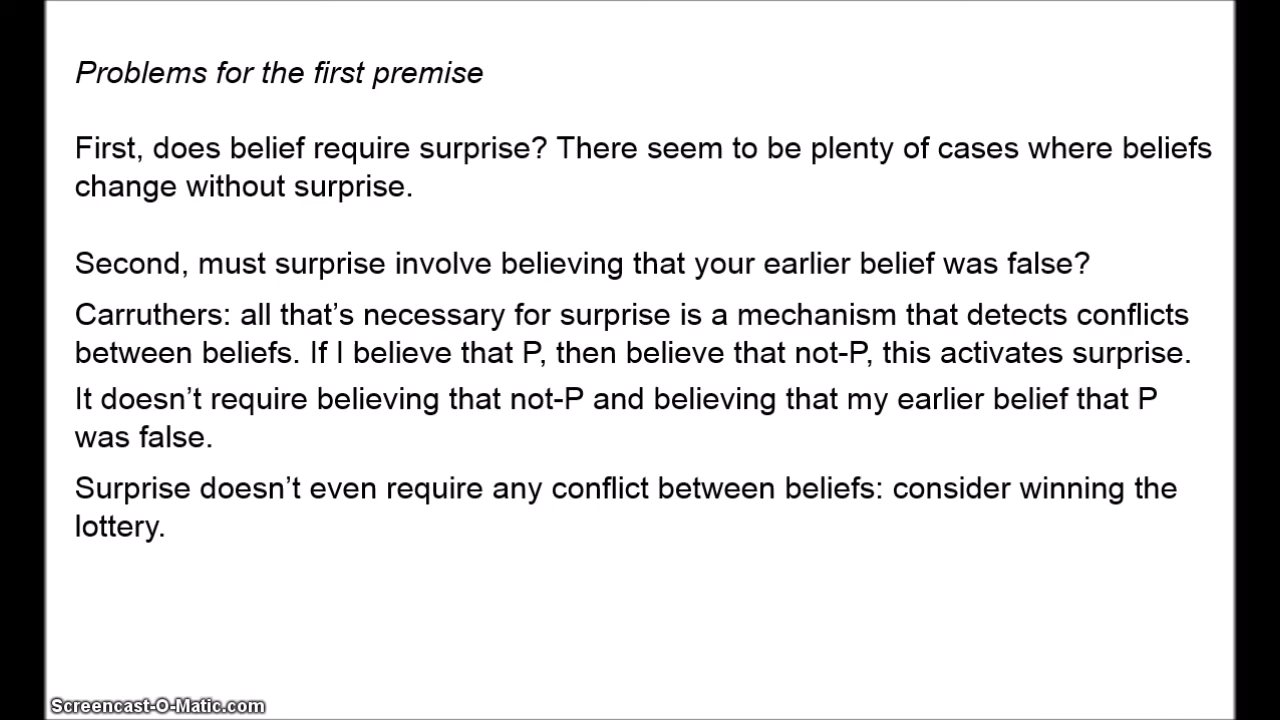 Problems for the first premise
First, does belief require surprise? There seem to be plenty of cases where beliefs
change without surprise.
Second, must surprise involve believing that your earlier belief was false?
Carruthers: all that’s necessary for surprise is a mechanism that detects conflicts
between beliefs. If I believe that P, then believe that not-P, this activates surprise.
It doesn’t require believing that not-P and believing that my earlier belief that P
was false.
Surprise doesn’t even require any conflict between beliefs: consider winning the
lottery.
Screencast-O-Matic.com